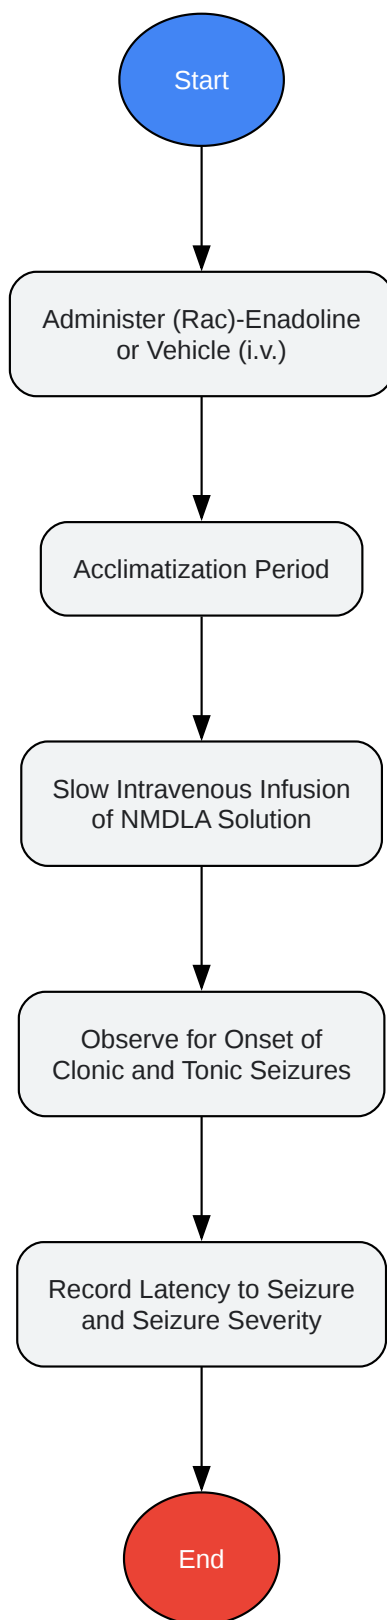 Start
Administer (Rac)-Enadoline
or Vehicle (i.v.)
Acclimatization Period
Slow Intravenous Infusion
of NMDLA Solution
Observe for Onset of
Clonic and Tonic Seizures
Record Latency to Seizure
and Seizure Severity
End